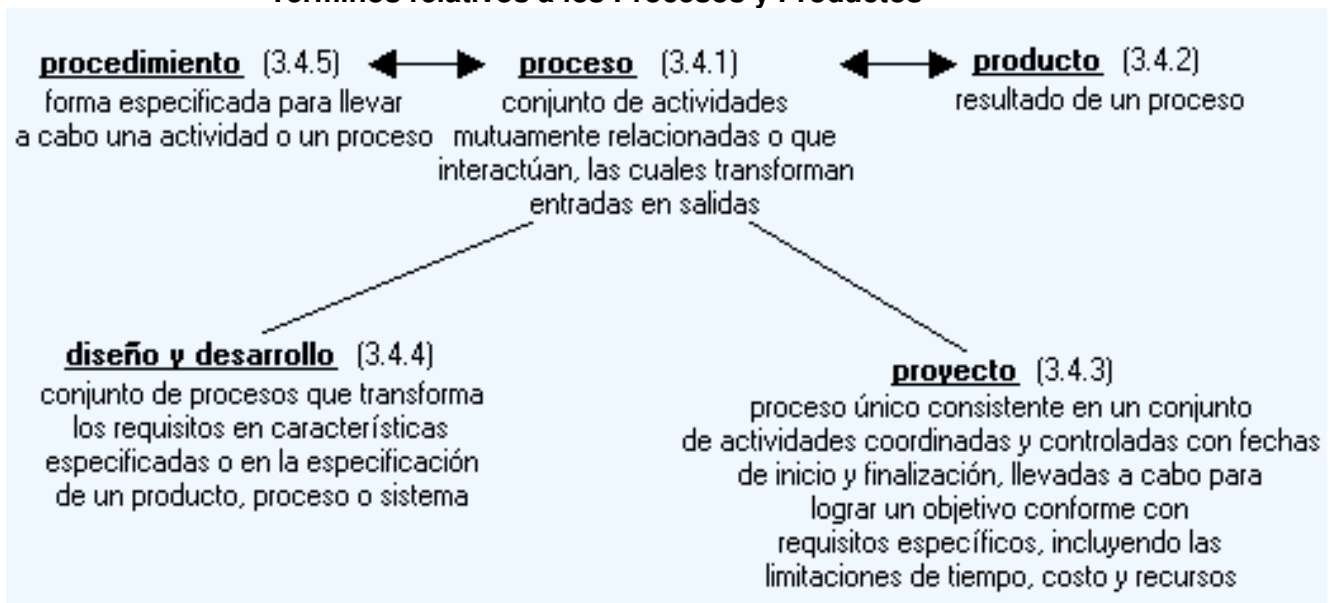 Términos relativos a los Procesos y Productos
procedimiento (3.4.5)
forma especificada para llevar
a cabo una actividad o un proceso
proceso (3.4.1)
conjunto de actividades
mutuamente relacionadas o que
interactúan, las cuales transforman
entradas en salidas
producto (3.4.2)
resultado de un proceso
diseño y desarrollo (3.4.4)
conjunto de procesos que transforma
los requisitos en características
especificadas o en la especificación
de un producto, proceso o sistema
proyecto (3.4.3)
proceso único consistente en un conjunto
de actividades coordinadas y controladas con fechas
de inicio y finalización, llevadas a cabo para
lograr un objetivo conforme con
requisitos específicos, incluyendo las
limitaciones de tiempo, costo y recursos